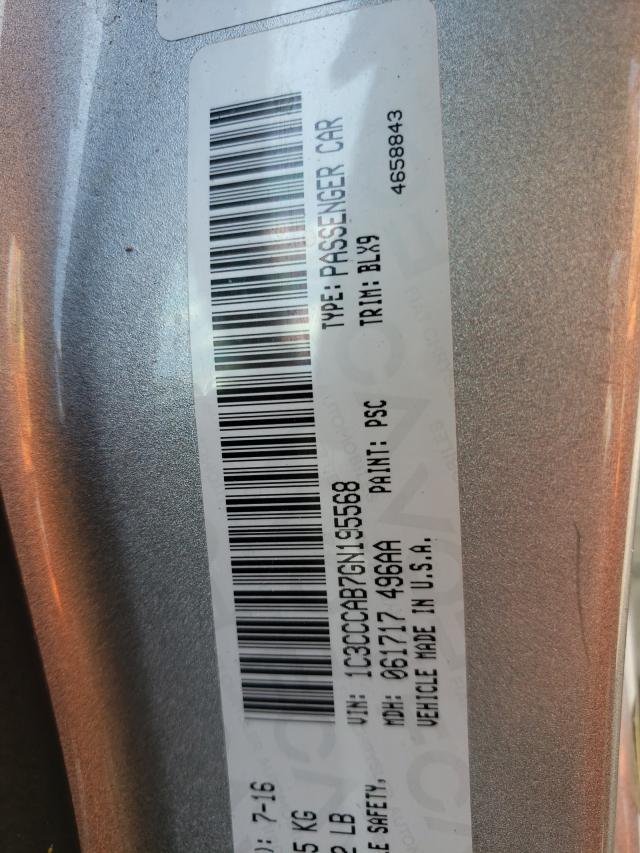 ): 7-16
5 KG
2 LB
E SAFETY,
VIN: 1C3CCCAB7GN195568
TYPE: PASSENGER CAR
MDH: 061717 496AA
PAINT: PSC
TRIM: BLX9
VEHICLE MADE IN U.S.A.
4658843